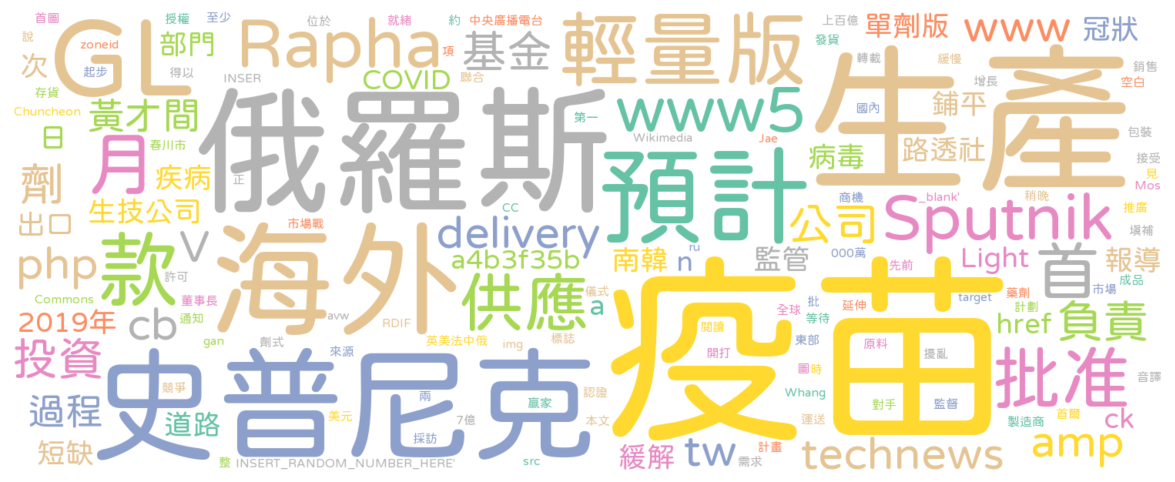 首圖
說
zoneid
起步
次
GL
存貨
Chuncheon
授權
至少
部門
得以
Rapha
INSER
位於
就緒
COVID
約
中央廣播電台
項
基金
聯合
輕量版
上百億
發貨
單劑版
轉載
緩慢
國內
增長
www
冠狀
銷售
空白
包裝
黃才間
日
月
春川市
疾病
正
俄羅斯
第一
www5
Wikimedia
Jae
病毒
鋪平
路透社
生產
接受
見
Mos
劑
生技公司
出口
V
市場戰
海外
CC
delivery
a4b3f35b
預計
ru
n
南韓
監管
公司
商機
000萬
_blank'
Sputnik
稍晚
推廣
填補
php
款
許可
Commons
董事長
通知
2019年
cb
gan
avw
RDIF
供應
儀式
a
先前
Light
target
首
報導
成品
市場
藥劑
計劃
全球
批
等待
延伸
href
負責
投資
劑式
來源
英美法中俄
img
標誌
閱讀
開打
東部
原料
擾亂
疫苗
圖
時
批准
音譯
過程
短缺
史普尼克
競爭
道路
美元
兩
採訪
7億
贏家
認證
本文
Whang
運送
對手
監督
製造商
首爾
ck
整
INSERT_RANDOM_NUMBER_HERE'
src
緩解
tw
需求
計畫
technews
amp